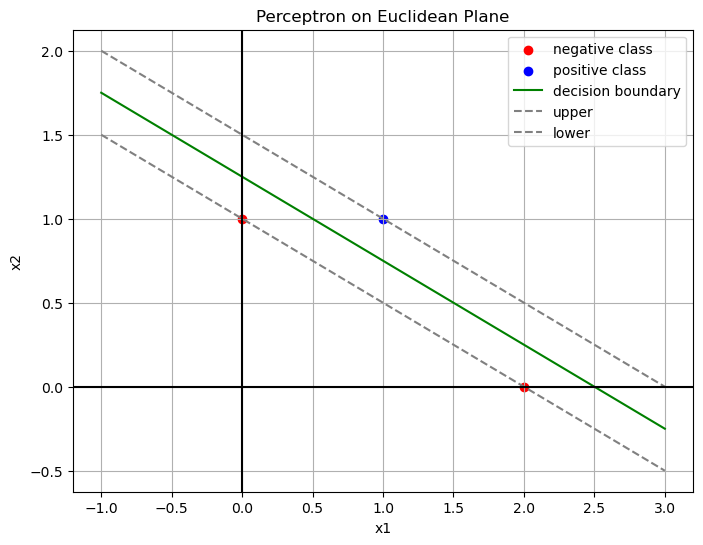 Perceptron on Euclidean Plane
negative class
positive class
decision boundary
upper
lower
2.0
1.5
1.0
0.5
0.0
−0.5
x2
−1.0 −0.5 0.0 0.5 1.0 1.5 2.0 2.5 3.0
x1